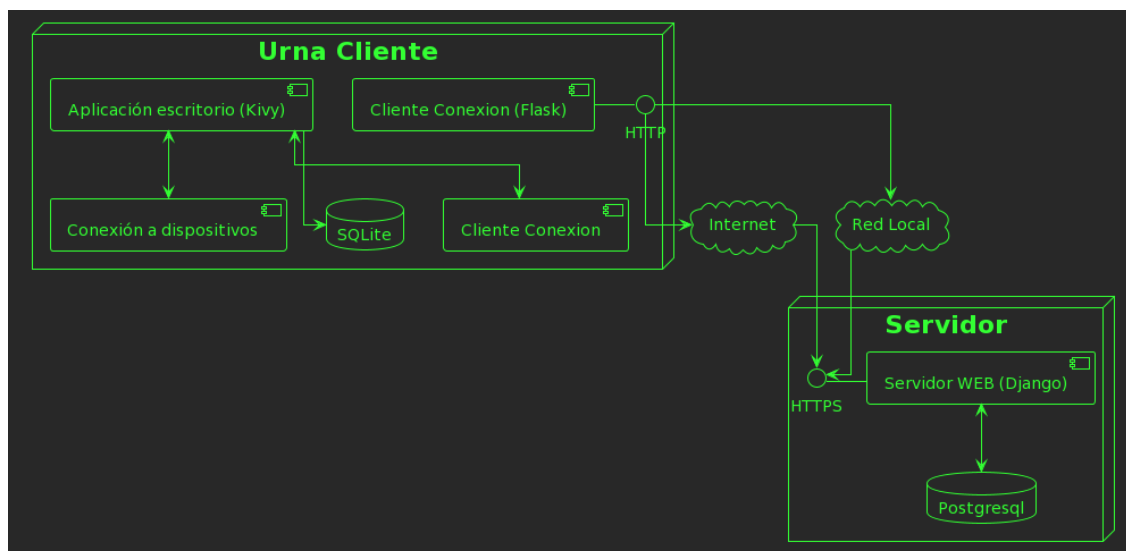 Urna Cliente
Aplicación escritorio (Kivy)
Cliente Conexion (Flask)
HTTP
Conexión a dispositivos
SQLite
Cliente Conexion
Internet
Red Local
Servidor
Servidor WEB (Django)
HTTPS
Postgresql